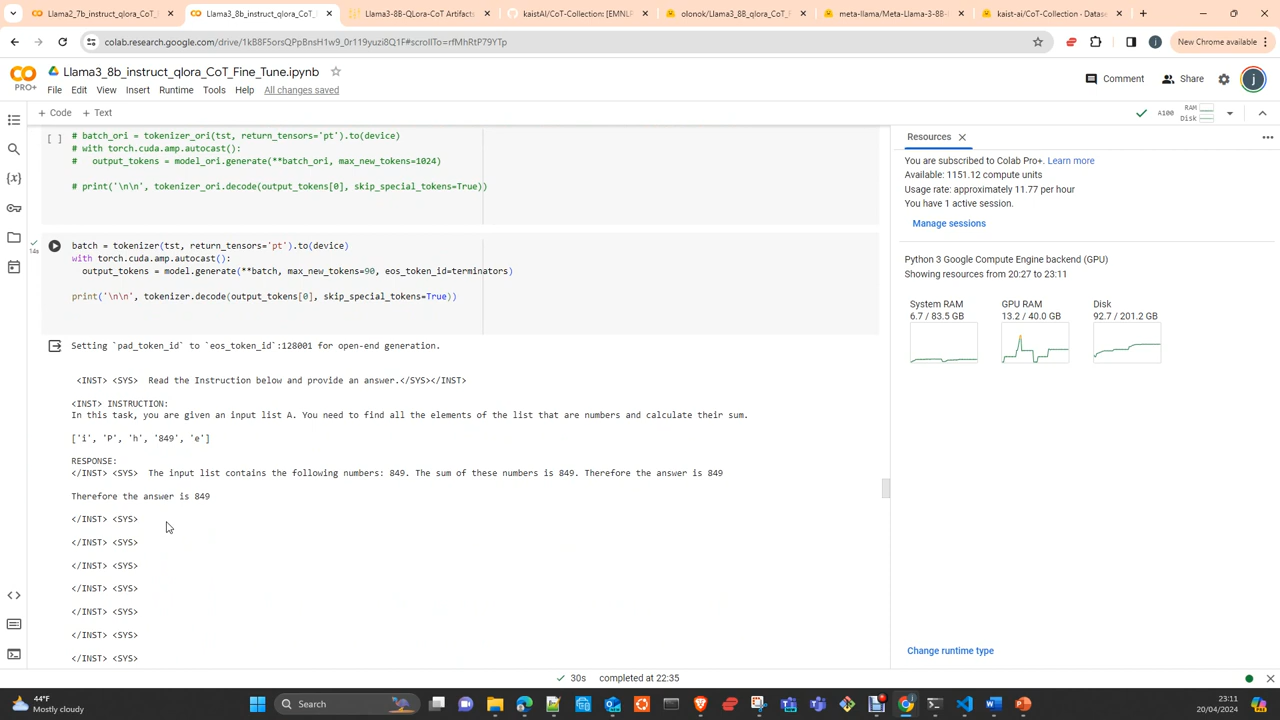 Llama2_7b_instruct_qlora_CoT_F
Llama3_8b_instruct_qlora_CoT_F
Llama3-8B-QLora-CoT Artifacts
kaistAI/CoT-Collection: [EMNL
olonok/Llama3_8B_qlora_CoT_F
meta-llama/Meta-Llama-3-8B-I
kaist-ai/CoT-Collection · Datase
colab.research.google.com/drive/1kB8F5orsQPpBnsH1w9_0r119yuzi8Q1F#scrollTo=rfMhRtP79YTp
New Chrome available
Llama3_8b_instruct_qlora_CoT_Fine_Tune.ipynb
PRO+
File Edit View Insert Runtime Tools Help All changes saved
Comment Share j
+ Code + Text
A100 RAM Disk
# batch_ori = tokenizer_ori(tst, return_tensors='pt').to(device)
# with torch.cuda.amp.autocast():
#   output_tokens = model_ori.generate(**batch_ori, max_new_tokens=1024)
# print('\n\n', tokenizer_ori.decode(output_tokens[0], skip_special_tokens=True))
14s
batch = tokenizer(tst, return_tensors='pt').to(device)
with torch.cuda.amp.autocast():
  output_tokens = model.generate(**batch, max_new_tokens=90, eos_token_id=terminators)
print('\n\n', tokenizer.decode(output_tokens[0], skip_special_tokens=True))
Setting `pad_token_id` to `eos_token_id`:128001 for open-end generation.
<INST> <SYS>  Read the Instruction below and provide an answer.</SYS></INST>
<INST> INSTRUCTION:
In this task, you are given an input list A. You need to find all the elements of the list that are numbers and calculate their sum.
['i', 'P', 'h', '849', 'e']
RESPONSE:
</INST> <SYS>  The input list contains the following numbers: 849. The sum of these numbers is 849. Therefore the answer is 849
Therefore the answer is 849
</INST> <SYS>
</INST> <SYS>
</INST> <SYS>
</INST> <SYS>
</INST> <SYS>
</INST> <SYS>
</INST> <SYS>
Resources
You are subscribed to Colab Pro+. Learn more
Available: 1151.12 compute units
Usage rate: approximately 11.77 per hour
You have 1 active session.
Manage sessions
Python 3 Google Compute Engine backend (GPU)
Showing resources from 20:27 to 23:11
System RAM
6.7 / 83.5 GB
GPU RAM
13.2 / 40.0 GB
Disk
92.7 / 201.2 GB
Change runtime type
30s completed at 22:35
44°F
Mostly cloudy
Search
23:11
20/04/2024